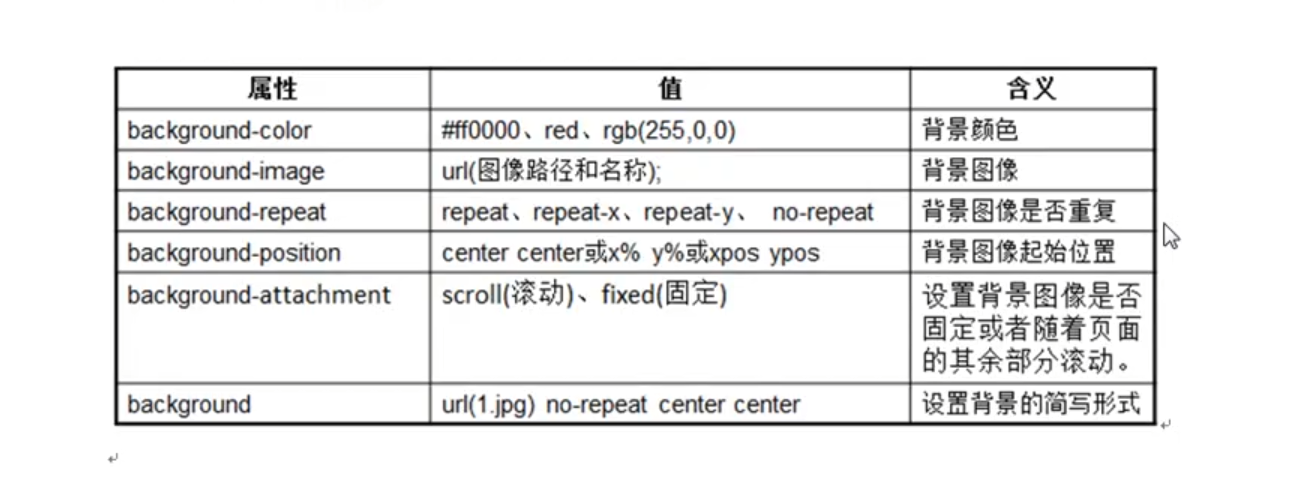 属性 值 含义
background-color #ff0000、red、rgb(255,0,0) 背景颜色
background-image url(图像路径和名称); 背景图像
background-repeat repeat、repeat-x、repeat-y、 no-repeat 背景图像是否重复
background-position center center或x% y%或xpos ypos 背景图像起始位置
background-attachment scroll(滚动)、fixed(固定) 设置背景图像是否
固定或者随着页面
的其余部分滚动。
background url(1.jpg) no-repeat center center 设置背景的简写形式